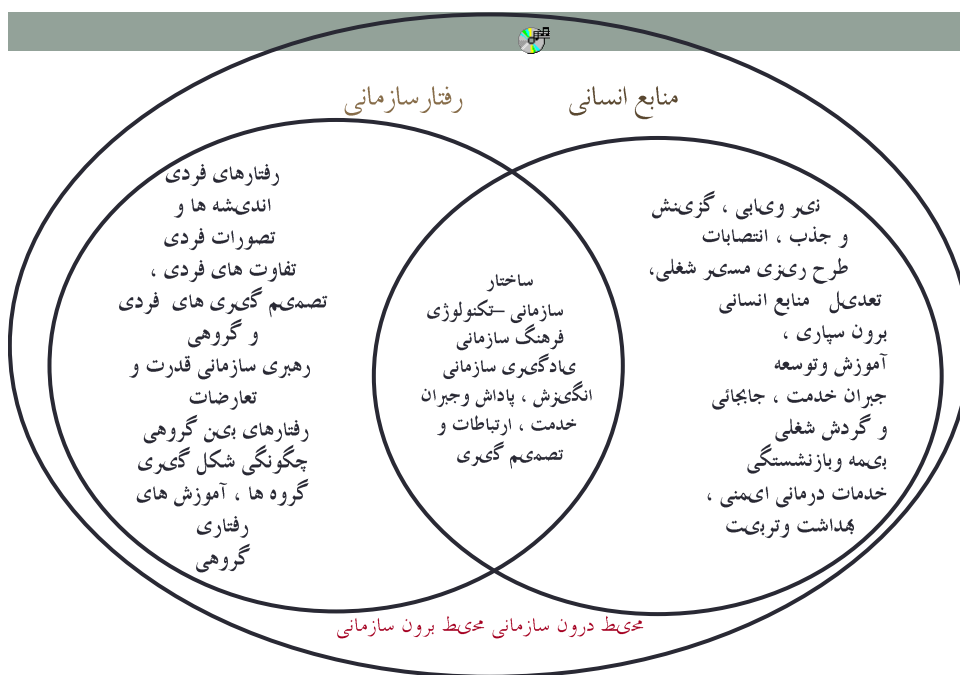 منابع انسانی
رفتارسازمانی
نیر ویابی ، گزینش
و جذب ، انتصابات
طرح ریزی مسیر شغلی،
تعدیل منابع انسانی
برون سپاری ،
آموزش وتوسعه
جبران خدمت ، جابجائی
و گردش شغلی
بیمه وبازنشستگی
خدمات درمانی ایمنی ،
بهداشت وتربیت
ساختار
سازمانی –تکنولوژی
فرهنگ سازمانی
یادگیری سازمانی
انگیزش ، پاداش وجبران
خدمت ، ارتباطات و
تصمیم گیری
رفتارهای فردی
اندیشه ها و
تصورات فردی
تفاوت های فردی ،
تصمیم گیری های فردی
و گروهی
رهبری سازمانی قدرت و
تعارضات
رفتارهای بین گروهی
چگونگی شکل گیری
گروه ها ، آموزش های
رفتاری
گروهی
محیط درون سازمانی محیط برون سازمانی